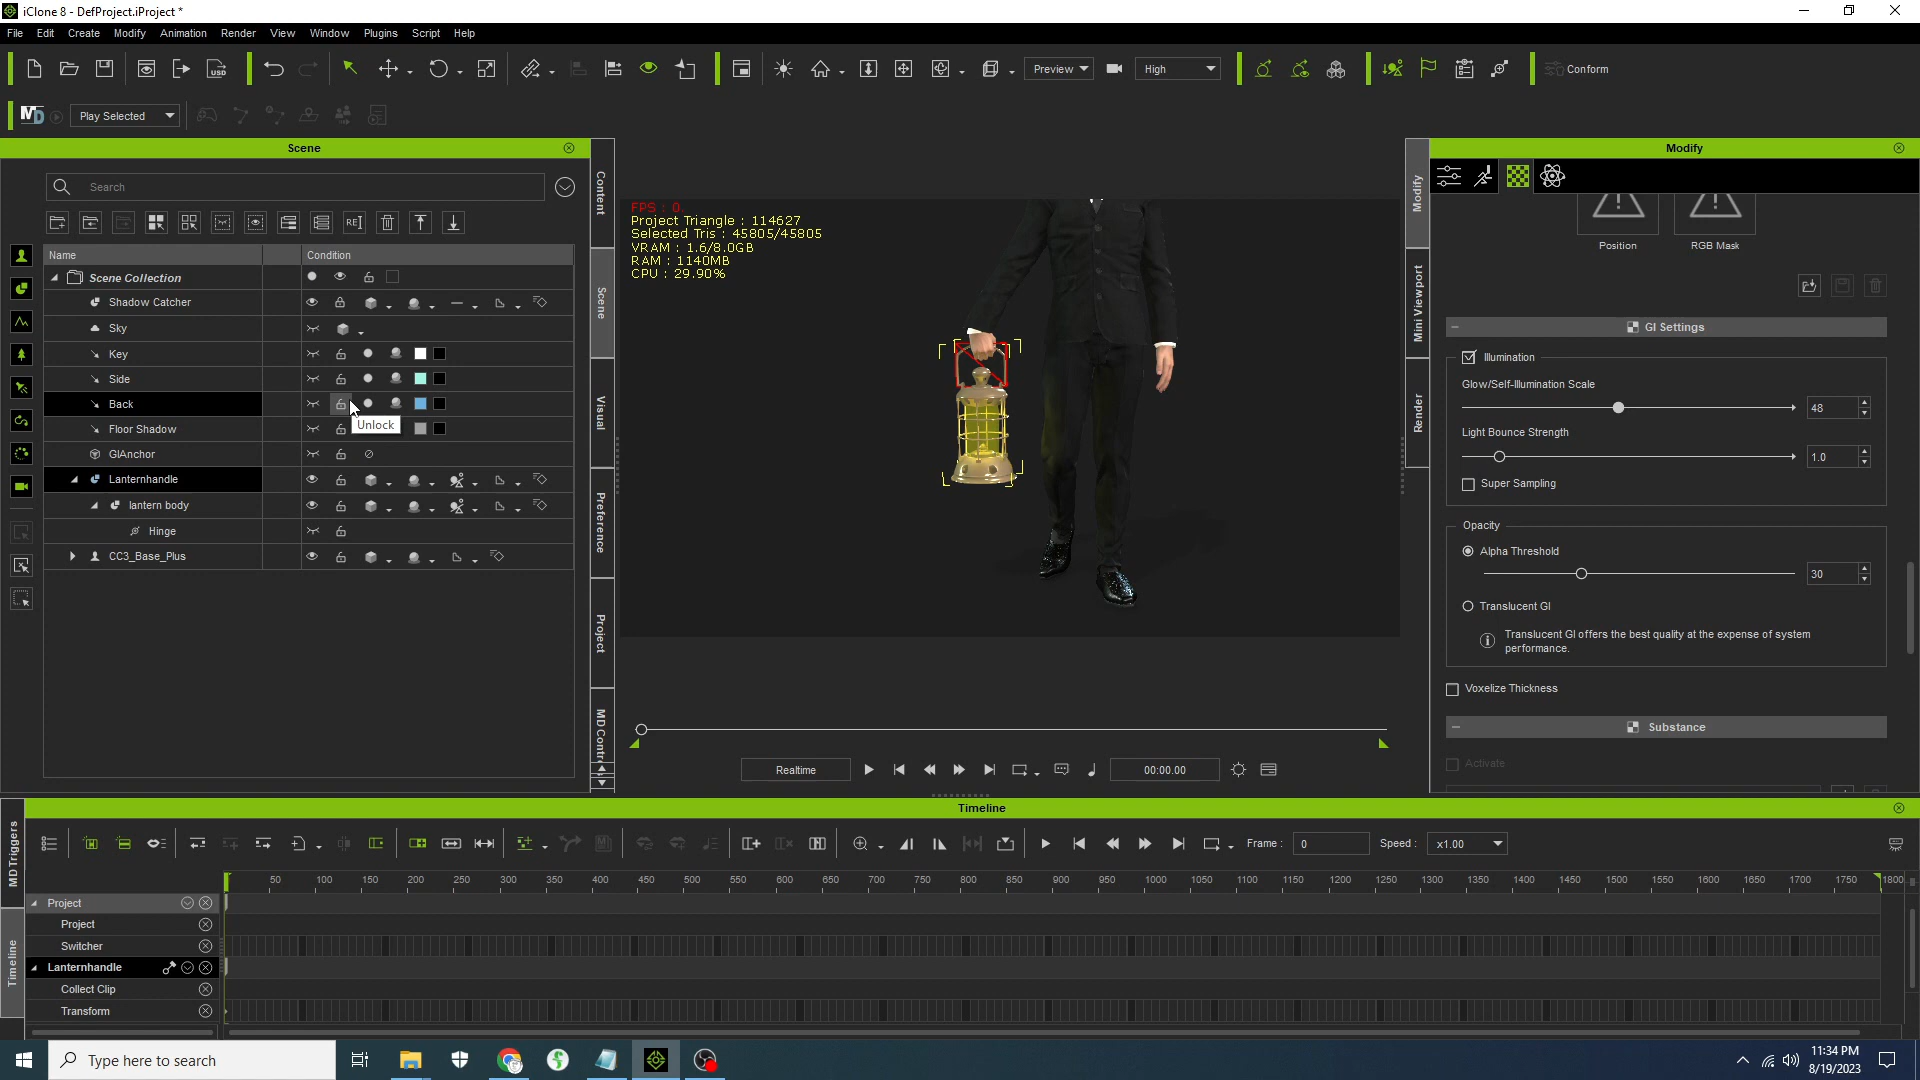 iClone 8 - DefProject.iProject *
File Edit Create Modify Animation Render View Window Plugins Script Help
USD Preview High Conform
MD Play Selected
Scene
Search
REI
Name Condition
Scene Collection
Shadow Catcher
Sky
Key
Side
Back
Unlock
Floor Shadow
GIAnchor
Lanternhandle
lantern body
Hinge
CC3_Base_Plus
Content
Scene
Visual
Preference
Project
MD Contro
FPS : 0.
Project Triangle : 114627
Selected Tris : 45805/45805
VRAM : 1.6/8.0GB
RAM : 1140MB
CPU : 29.90%
Realtime 00:00.00
Modify
Mini Viewport
Render
Modify
Position RGB Mask
GI Settings
Illumination
Glow/Self-Illumination Scale
48
Light Bounce Strength
1.0
Super Sampling
Opacity
Alpha Threshold
30
Translucent GI
Translucent GI offers the best quality at the expense of system
performance.
Voxelize Thickness
Substance
Activate
Timeline
MD Triggers
Timeline
Frame : 0 Speed : x1.00
50 100 150 200 250 300 350 400 450 500 550 600 650 700 750 800 850 900 950 1000 1050 1100 1150 1200 1250 1300 1350 1400 1450 1500 1550 1600 1650 1700 1750 1800
Project
Project
Switcher
Lanternhandle
Collect Clip
Transform
Type here to search
11:34 PM
8/19/2023